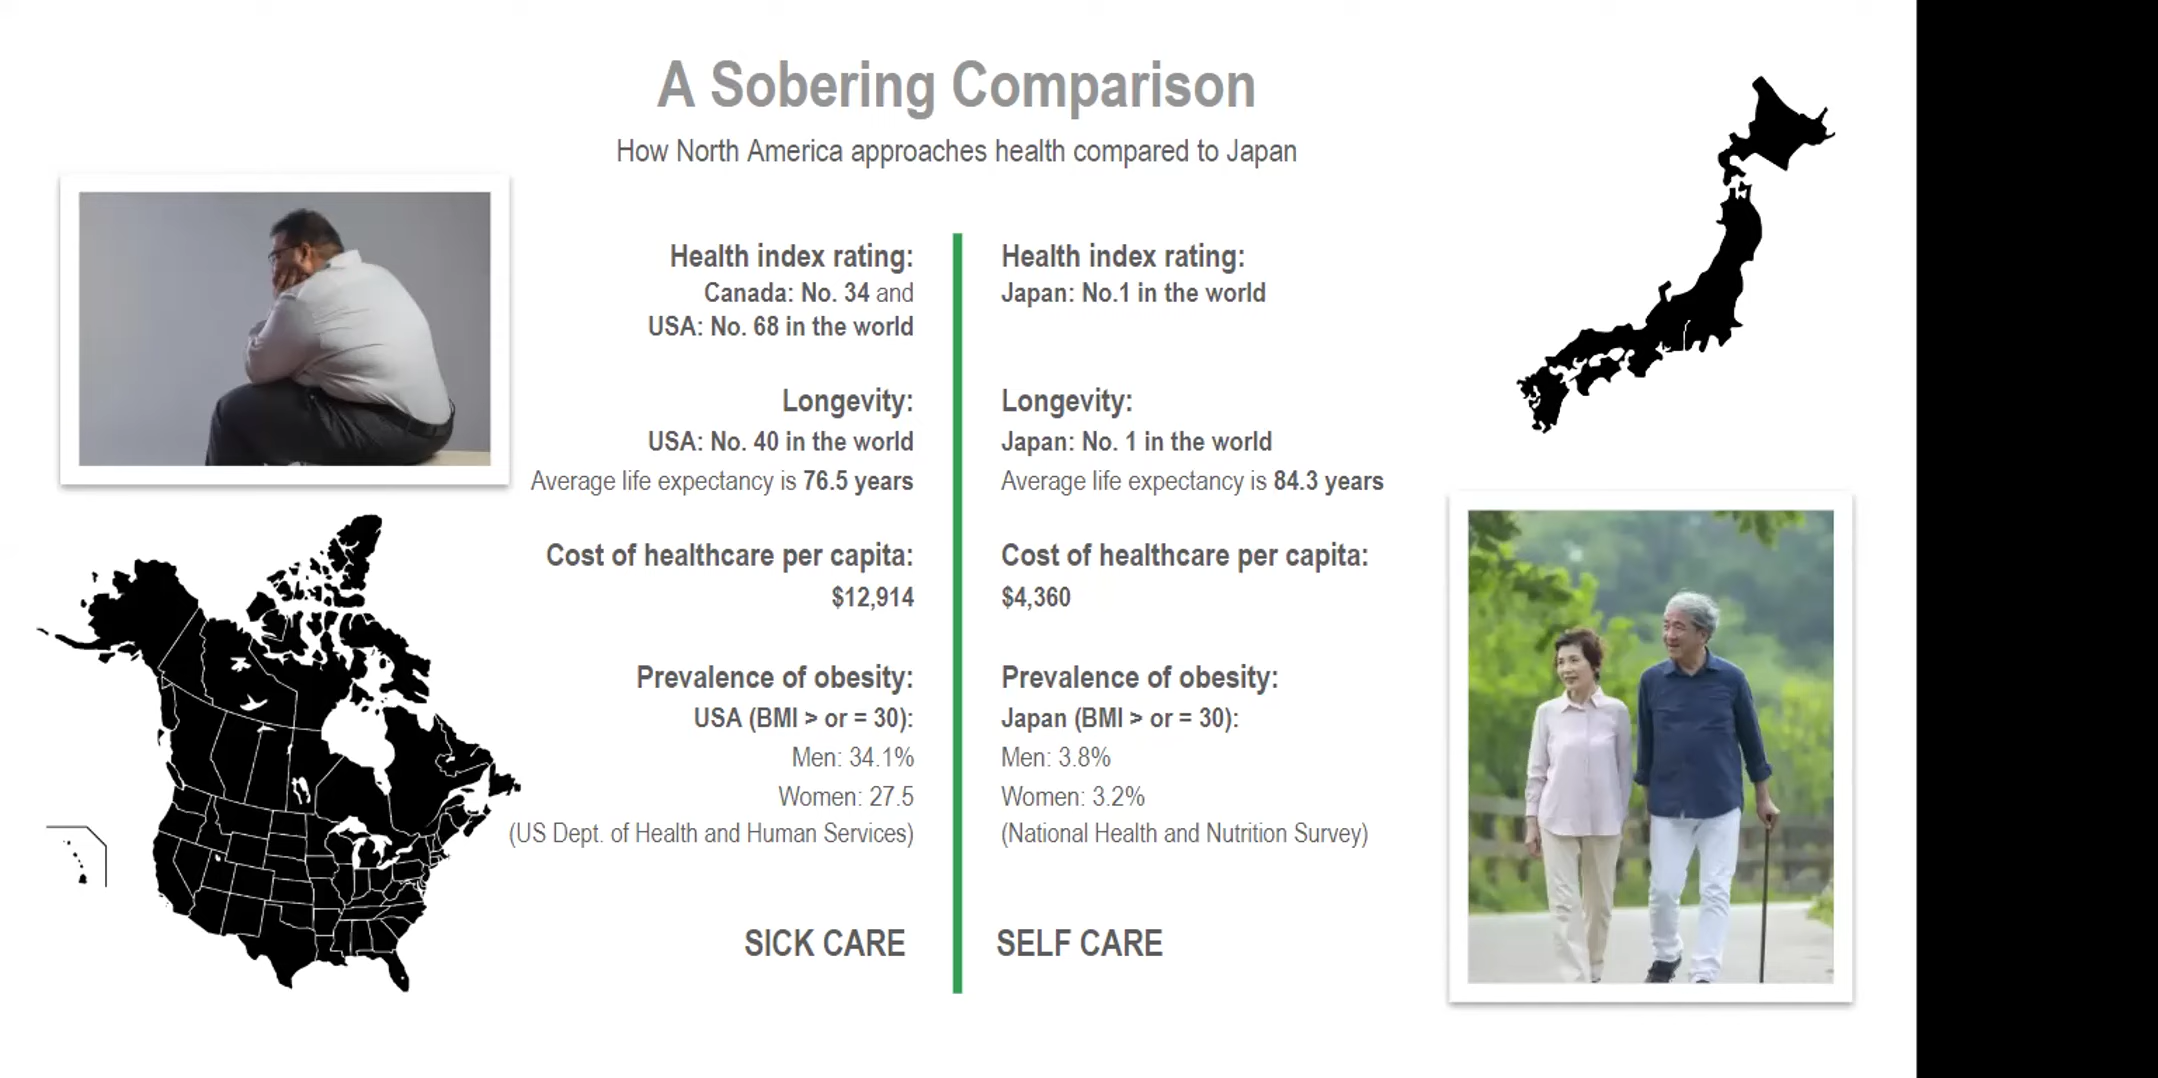 A Sobering Comparison
How North America approaches health compared to Japan
Health index rating:
Canada: No. 34 and
USA: No. 68 in the world
Longevity:
USA: No. 40 in the world
Average life expectancy is 76.5 years
Cost of healthcare per capita:
$12,914
Prevalence of obesity:
USA (BMI > or = 30):
Men: 34.1%
Women: 27.5
(US Dept. of Health and Human Services)
SICK CARE
Health index rating:
Japan: No.1 in the world
Longevity:
Japan: No. 1 in the world
Average life expectancy is 84.3 years
Cost of healthcare per capita:
$4,360
Prevalence of obesity:
Japan (BMI > or = 30):
Men: 3.8%
Women: 3.2%
(National Health and Nutrition Survey)
SELF CARE